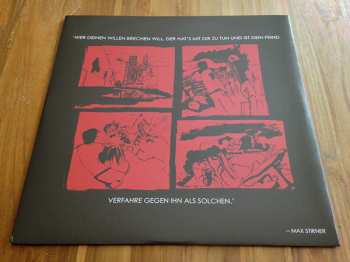 'WER DEINEN WILLEN BRECHEN WILL, DER HAT'S MIT DIR ZU TUN UND IST DEIN FEIND.
VERFAHRE GEGEN IHN ALS SOLCHEN.'
– MAX STIRNER